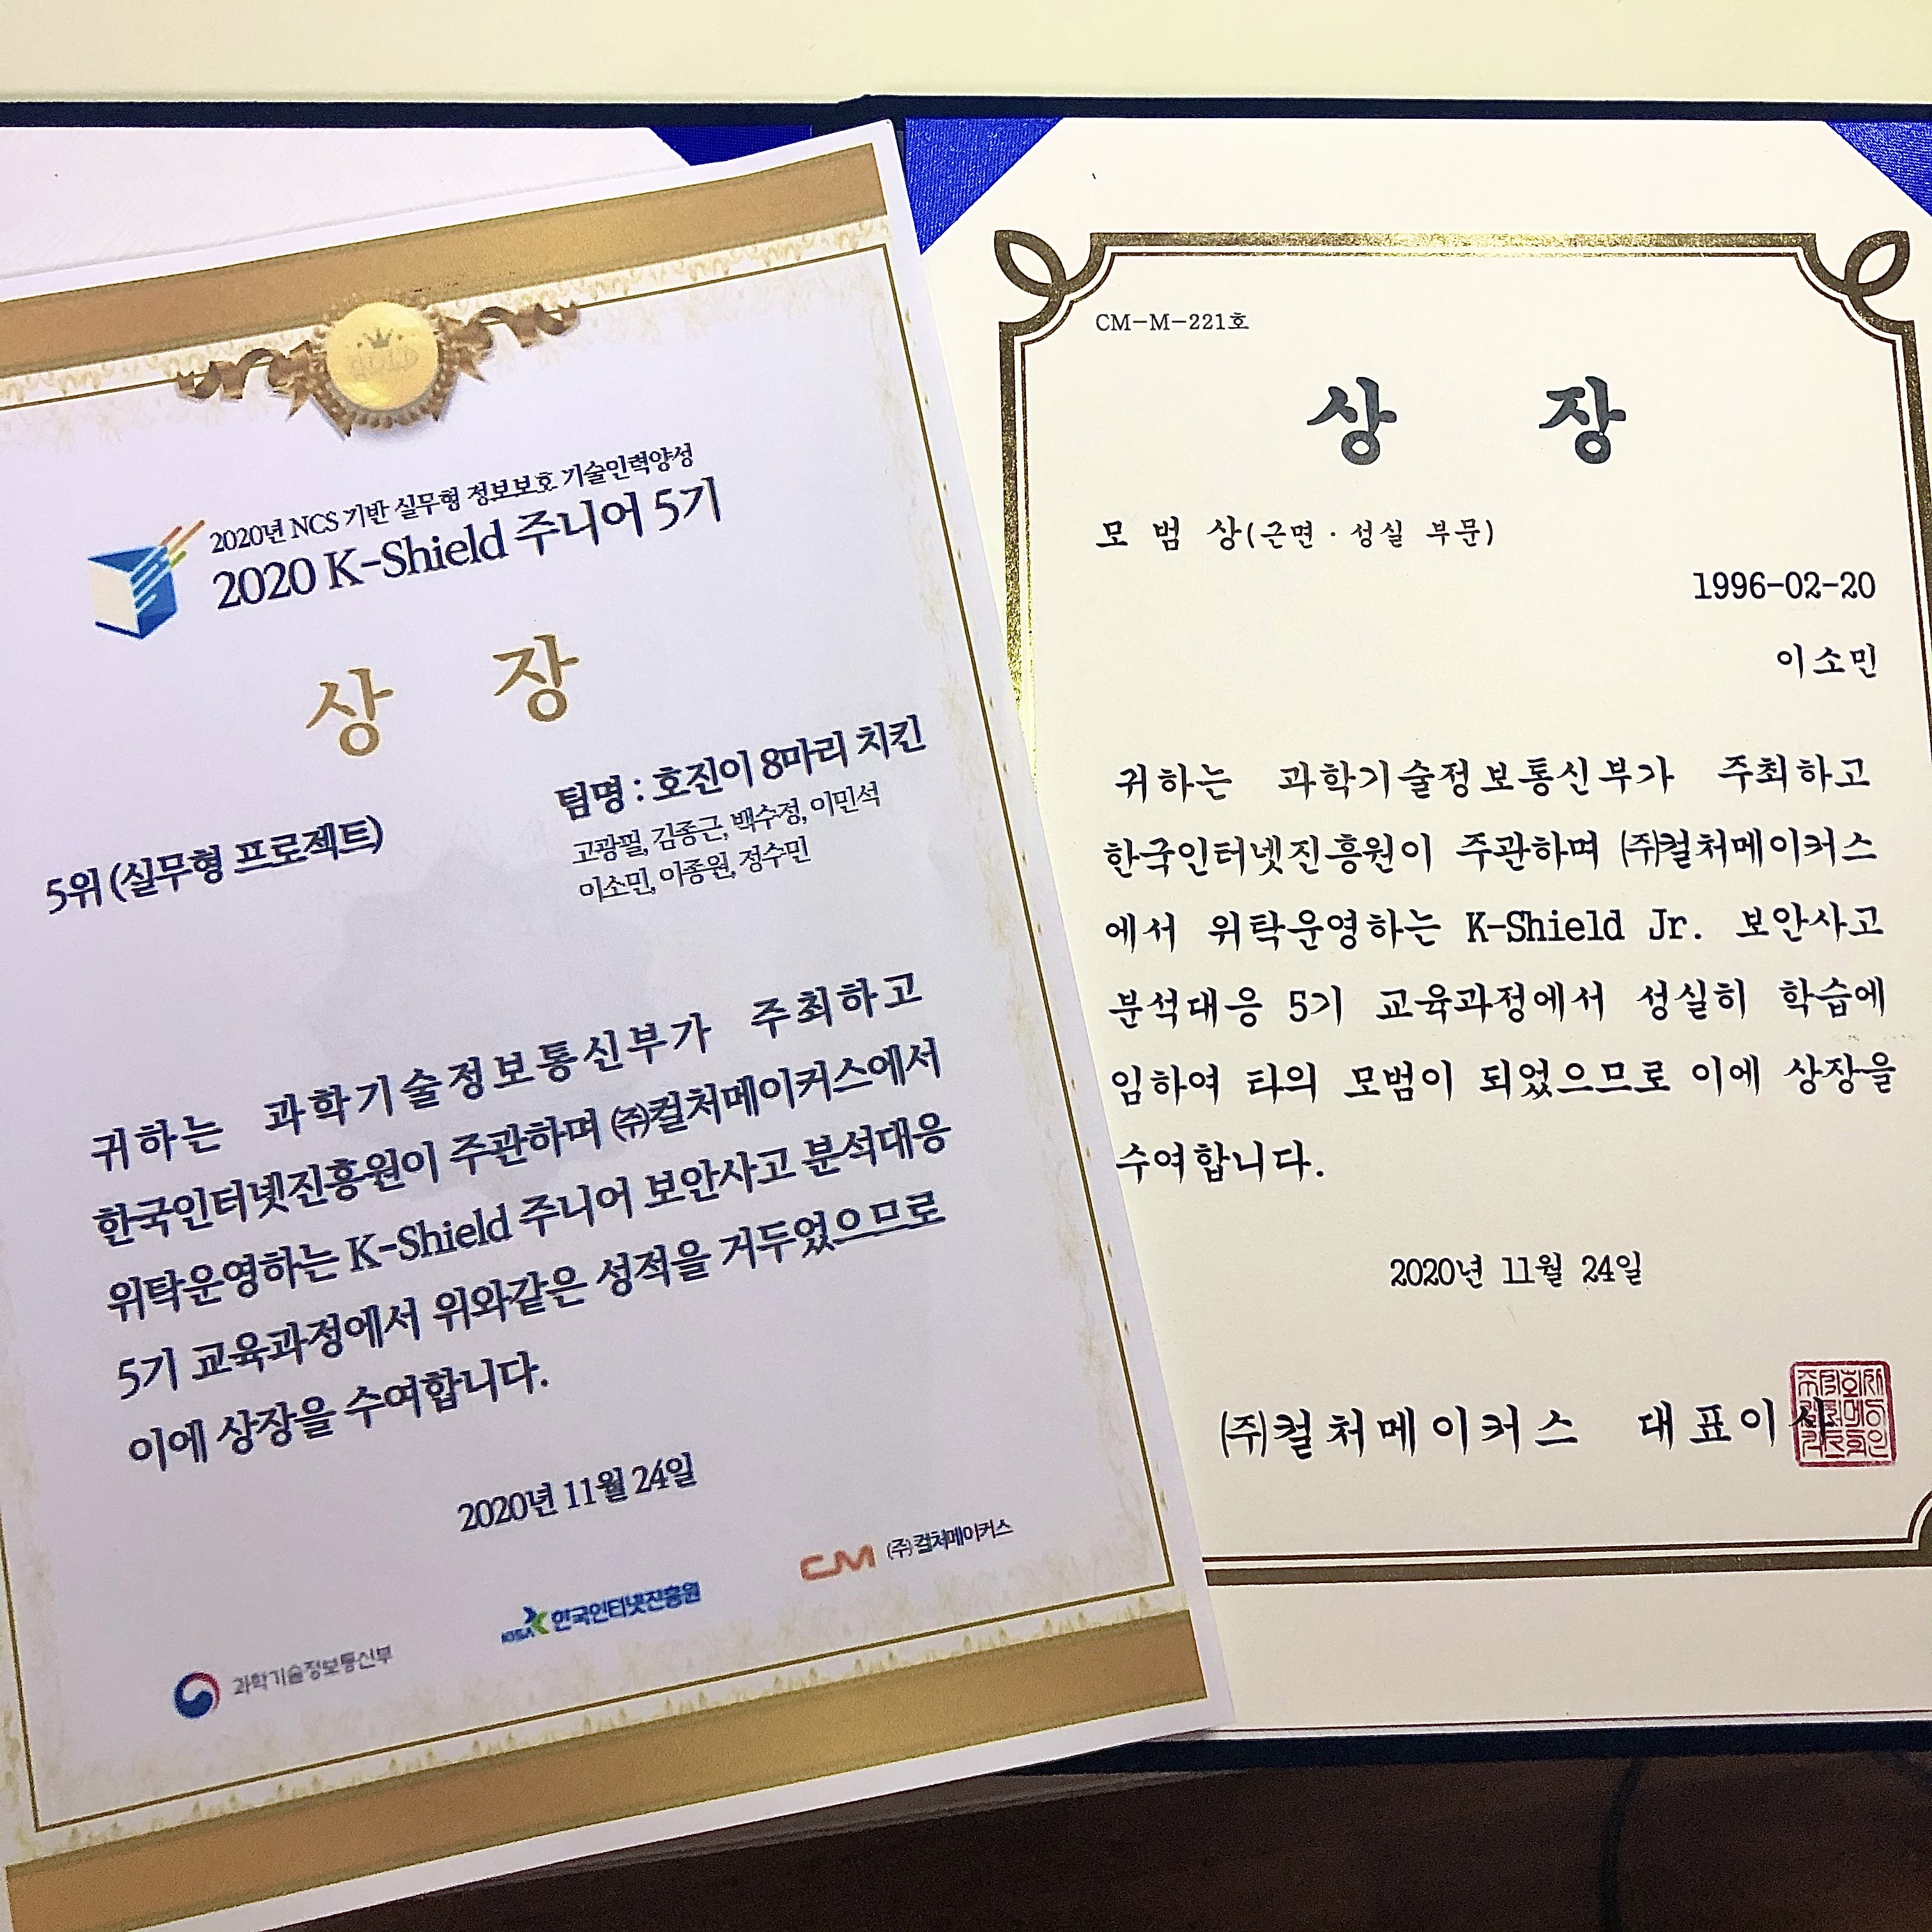 2020년 NCS 기반 실무형 정보보호 기술인력양성
2020 K-Shield 주니어 5기
상 장
팀명 : 호진이 8마리 치킨
고광필, 김종근, 백수정, 이민석
이소민, 이종원, 정수민
5위 (실무형 프로젝트)
귀하는 과학기술정보통신부가 주최하고
한국인터넷진흥원이 주관하며 ㈜컬처메이커스에서
위탁운영하는 K-Shield 주니어 보안사고 분석대응
5기 교육과정에서 위와같은 성적을 거두었으므로
이에 상장을 수여합니다.
2020년 11월 24일
과학기술정보통신부
KISA 한국인터넷진흥원
CM (주)컬처메이커스
CM-M-221호
상 장
모 범 상(근면 · 성실 부문)
1996-02-20
이소민
귀하는 과학기술정보통신부가 주최하고
한국인터넷진흥원이 주관하며 ㈜컬처메이커스
에서 위탁운영하는 K-Shield Jr. 보안사고
분석대응 5기 교육과정에서 성실히 학습에
임하여 타의 모범이 되었으므로 이에 상장을
수여합니다.
2020년 11월 24일
㈜컬처메이커스 대표이사